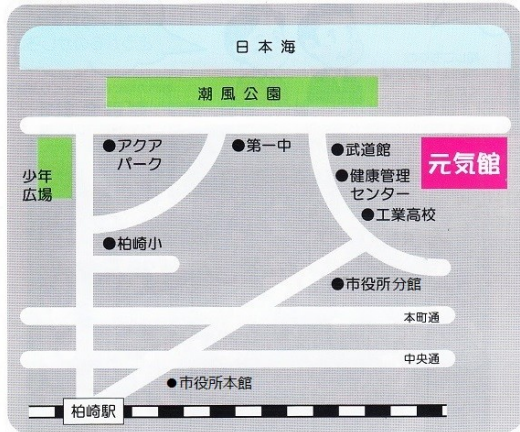 日本海
潮風公園
●アクア
パーク
●第一中
●武道館
元気館
少年
広場
●健康管理
センター
●工業高校
●柏崎小
●市役所分館
本町通
中央通
●市役所本館
柏崎駅